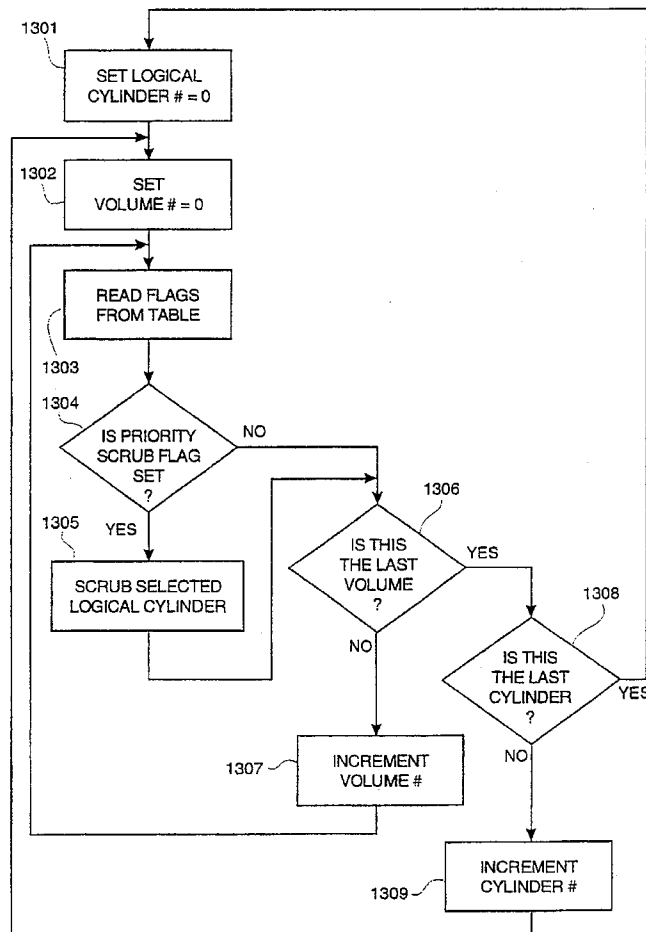 1301
SET LOGICAL
CYLINDER # = 0
1302
SET
VOLUME # = 0
READ FLAGS
FROM TABLE
1303
1304
IS PRIORITY
SCRUB FLAG
SET
?
NO
YES
1305
SCRUB SELECTED
LOGICAL CYLINDER
1306
IS THIS
THE LAST
VOLUME
?
YES
NO
1308
IS THIS
THE LAST
CYLINDER
?
YES
NO
1307
INCREMENT
VOLUME #
INCREMENT
CYLINDER #
1309